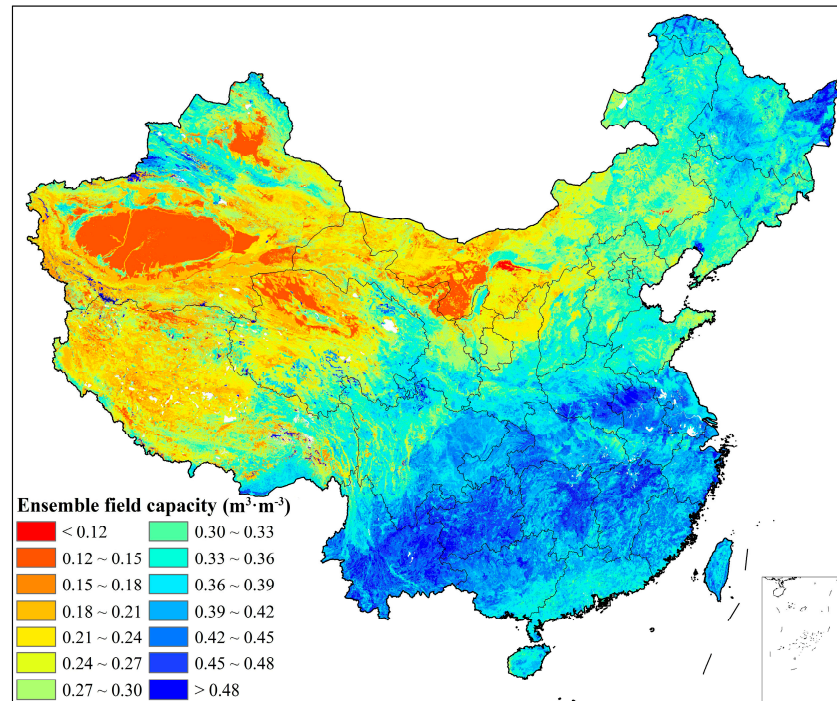 Ensemble field capacity (m³·m⁻³)
< 0.12
0.12 ~ 0.15
0.15 ~ 0.18
0.18 ~ 0.21
0.21 ~ 0.24
0.24 ~ 0.27
0.27 ~ 0.30
0.30 ~ 0.33
0.33 ~ 0.36
0.36 ~ 0.39
0.39 ~ 0.42
0.42 ~ 0.45
0.45 ~ 0.48
> 0.48